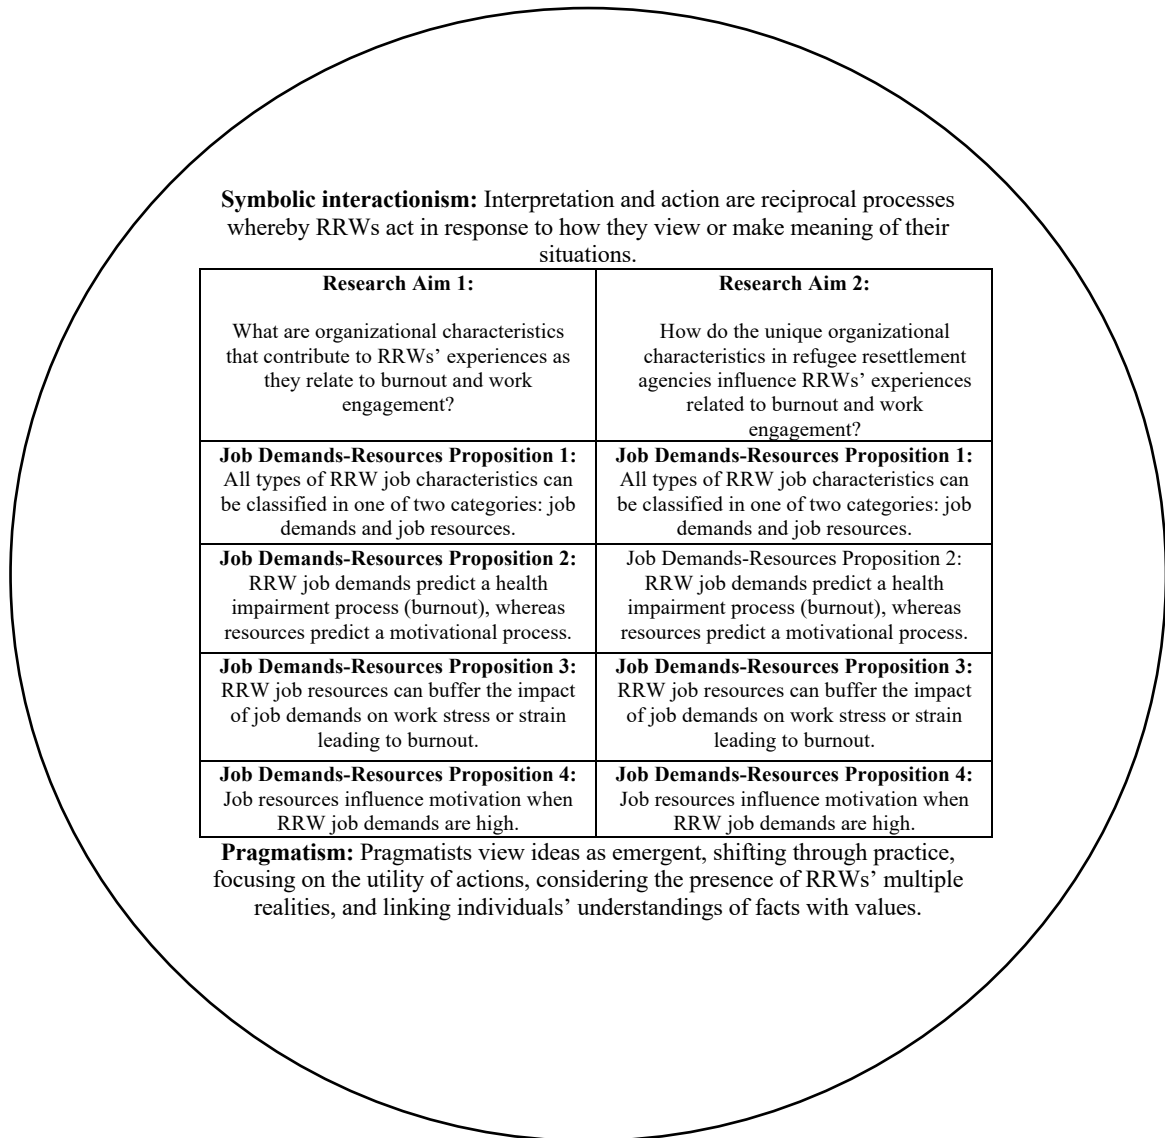 Symbolic interactionism: Interpretation and action are reciprocal processes
whereby RRWs act in response to how they view or make meaning of their
situations.
Research Aim 1:
What are organizational characteristics
that contribute to RRWs’ experiences as
they relate to burnout and work
engagement?
Research Aim 2:
How do the unique organizational
characteristics in refugee resettlement
agencies influence RRWs’ experiences
related to burnout and work
engagement?
Job Demands-Resources Proposition 1:
All types of RRW job characteristics can
be classified in one of two categories: job
demands and job resources.
Job Demands-Resources Proposition 1:
All types of RRW job characteristics can
be classified in one of two categories: job
demands and job resources.
Job Demands-Resources Proposition 2:
RRW job demands predict a health
impairment process (burnout), whereas
resources predict a motivational process.
Job Demands-Resources Proposition 2:
RRW job demands predict a health
impairment process (burnout), whereas
resources predict a motivational process.
Job Demands-Resources Proposition 3:
RRW job resources can buffer the impact
of job demands on work stress or strain
leading to burnout.
Job Demands-Resources Proposition 3:
RRW job resources can buffer the impact
of job demands on work stress or strain
leading to burnout.
Job Demands-Resources Proposition 4:
Job resources influence motivation when
RRW job demands are high.
Job Demands-Resources Proposition 4:
Job resources influence motivation when
RRW job demands are high.
Pragmatism: Pragmatists view ideas as emergent, shifting through practice,
focusing on the utility of actions, considering the presence of RRWs’ multiple
realities, and linking individuals’ understandings of facts with values.